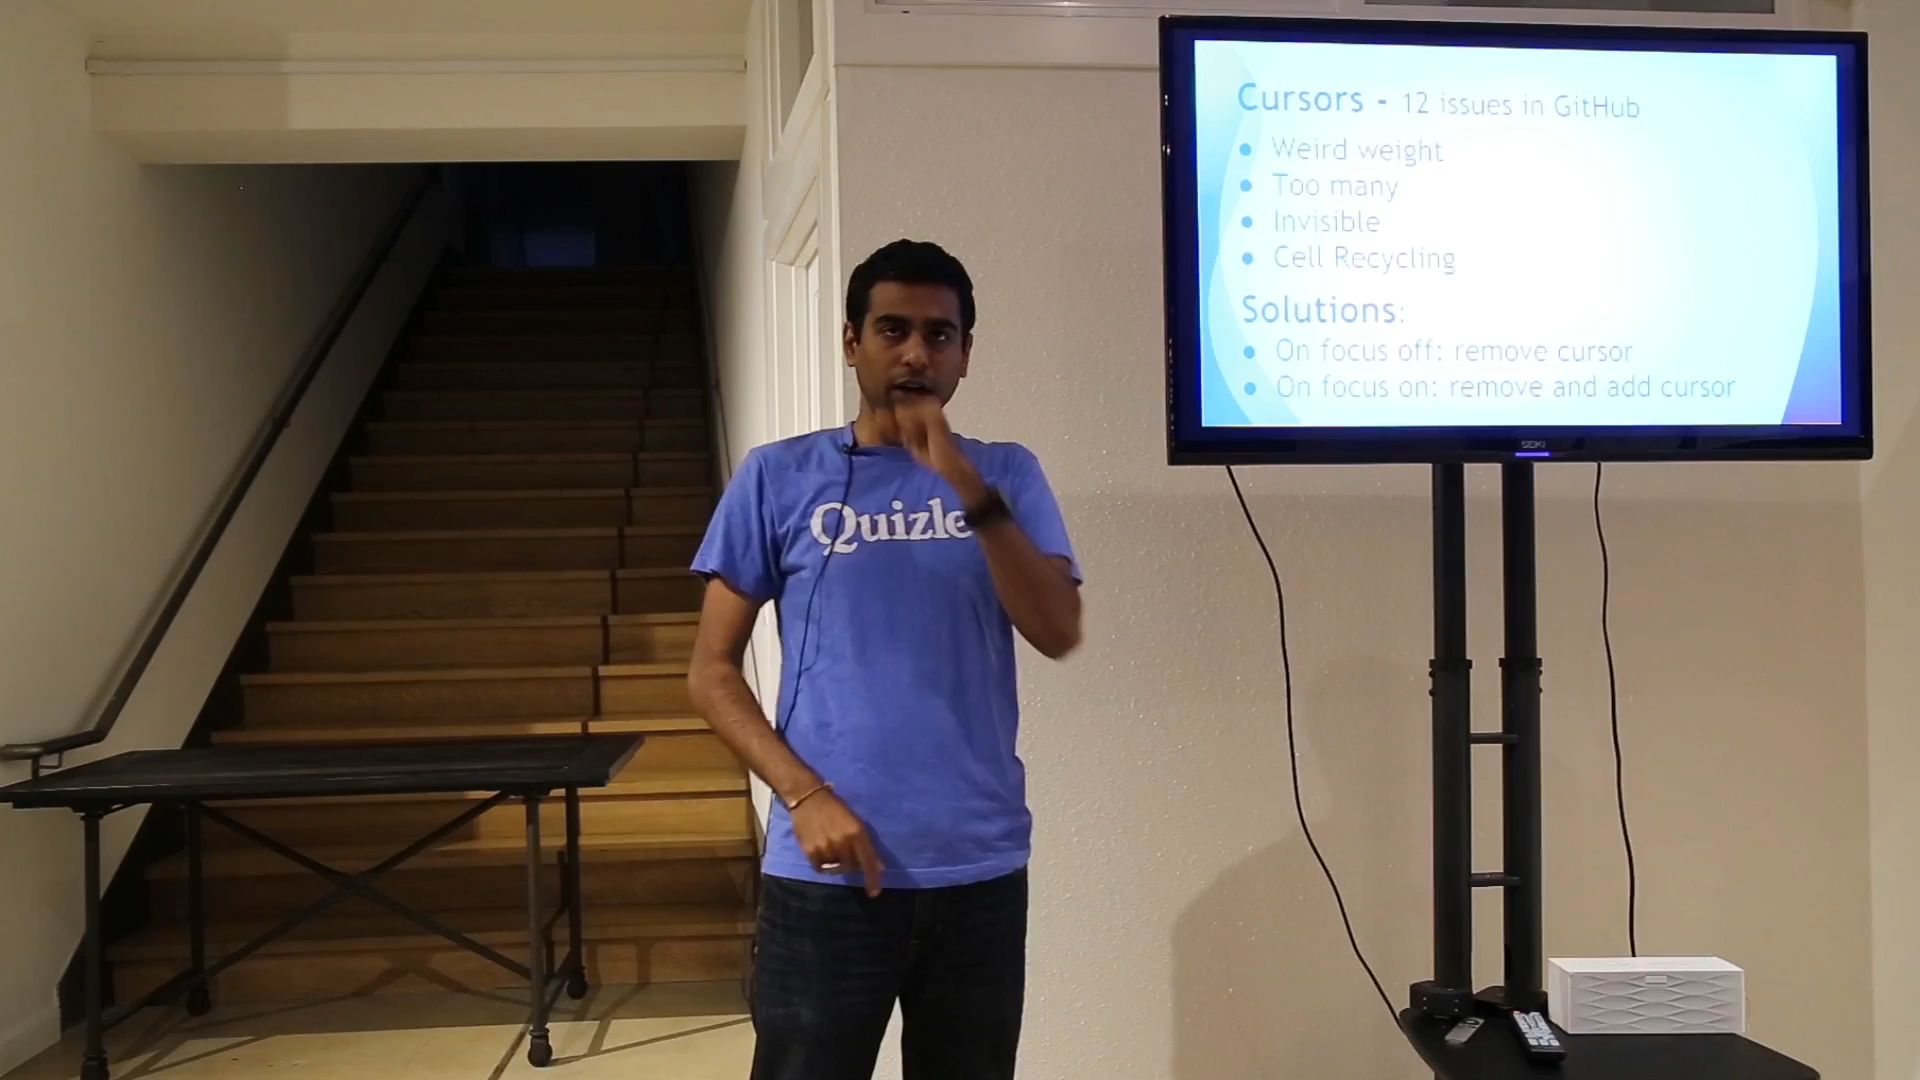 Cursors - 12 issues in GitHub
• Weird weight
• Too many
• Invisible
• Cell Recycling
Solutions:
• On focus off: remove cursor
• On focus on: remove and add cursor
Quizle
SEIKI